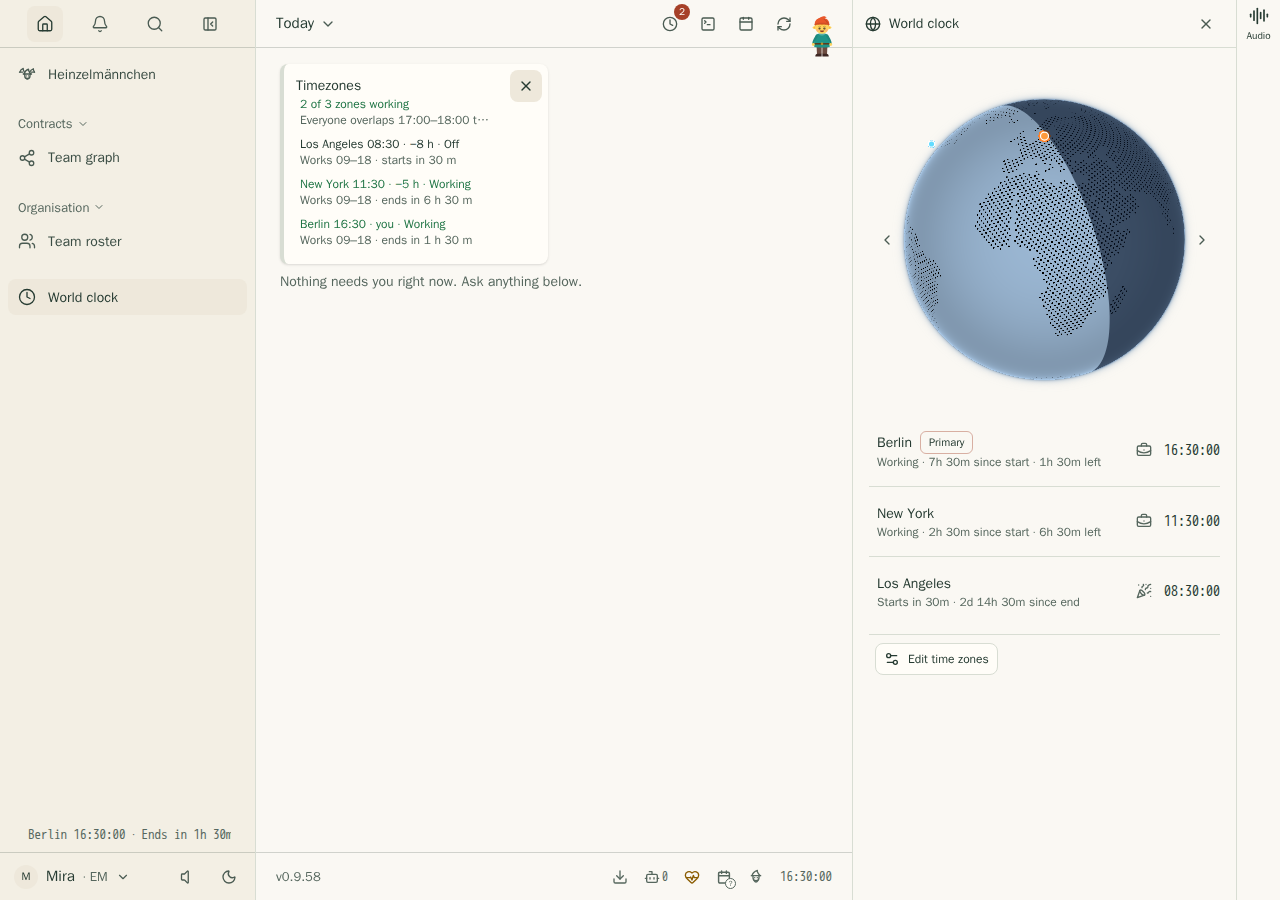 Heinzelmännchen
Contracts
Team graph
Organisation
Team roster
World clock
Berlin 16:30:00 · Ends in 1h 30m
M Mira · EM
Today
2
Timezones
2 of 3 zones working
Everyone overlaps 17:00–18:00 t···
Los Angeles 08:30 · −8 h · Off
Works 09–18 · starts in 30 m
New York 11:30 · −5 h · Working
Works 09–18 · ends in 6 h 30 m
Berlin 16:30 · you · Working
Works 09–18 · ends in 1 h 30 m
Nothing needs you right now. Ask anything below.
v0.9.58
0
?
16:30:00
World clock
Berlin Primary
16:30:00
Working · 7h 30m since start · 1h 30m left
New York
11:30:00
Working · 2h 30m since start · 6h 30m left
Los Angeles
08:30:00
Starts in 30m · 2d 14h 30m since end
Edit time zones
Audio